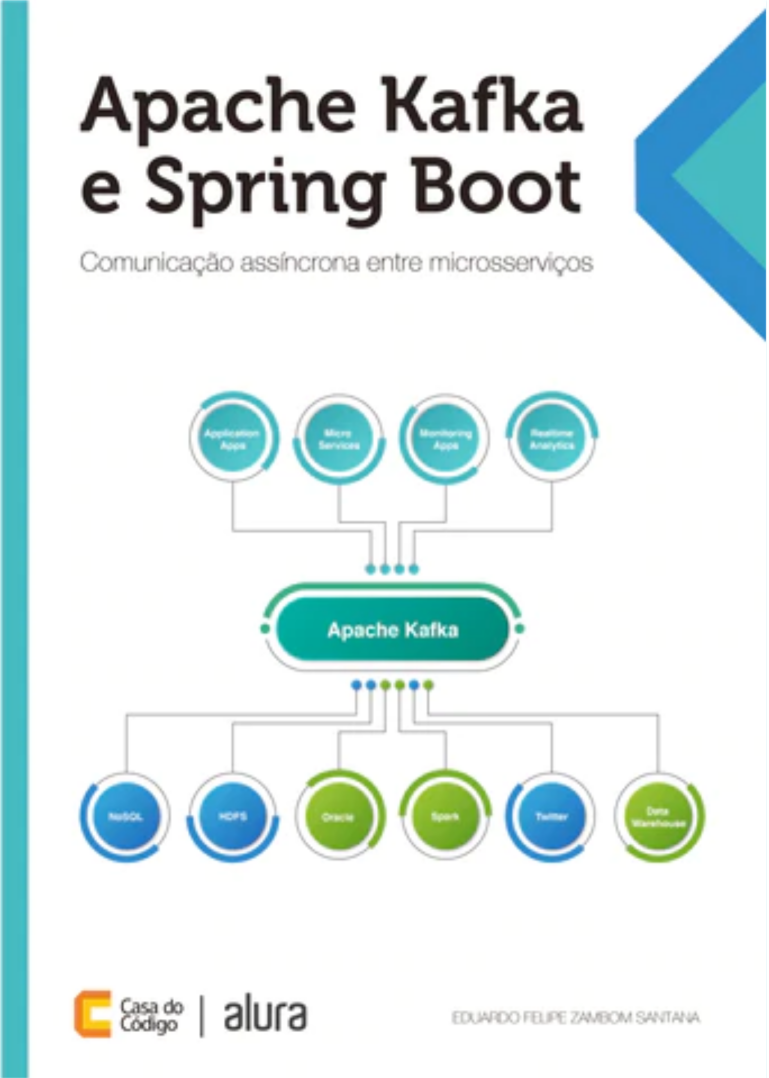 Apache Kafka
e Spring Boot
Comunicação assíncrona entre microsserviços
Application
Apps
Micro
Services
Monitoring
Apps
Realtime
Analytics
Apache Kafka
NoSQL
HDFS
Oracle
Spark
Twitter
Data
Warehouse
Casa do
Código
alura
EDUARDO FELIPE ZAMBOM SANTANA